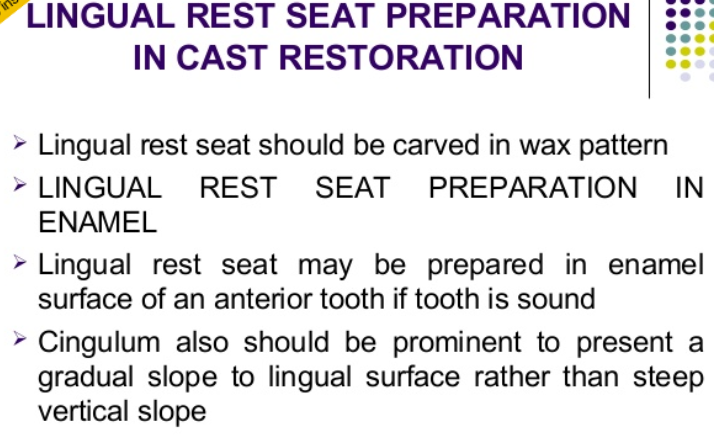 LINGUAL REST SEAT PREPARATION
IN CAST RESTORATION
Lingual rest seat should be carved in wax pattern
LINGUAL REST SEAT PREPARATION IN
ENAMEL
Lingual rest seat may be prepared in enamel
surface of an anterior tooth if tooth is sound
Cingulum also should be prominent to present a
gradual slope to lingual surface rather than steep
vertical slope